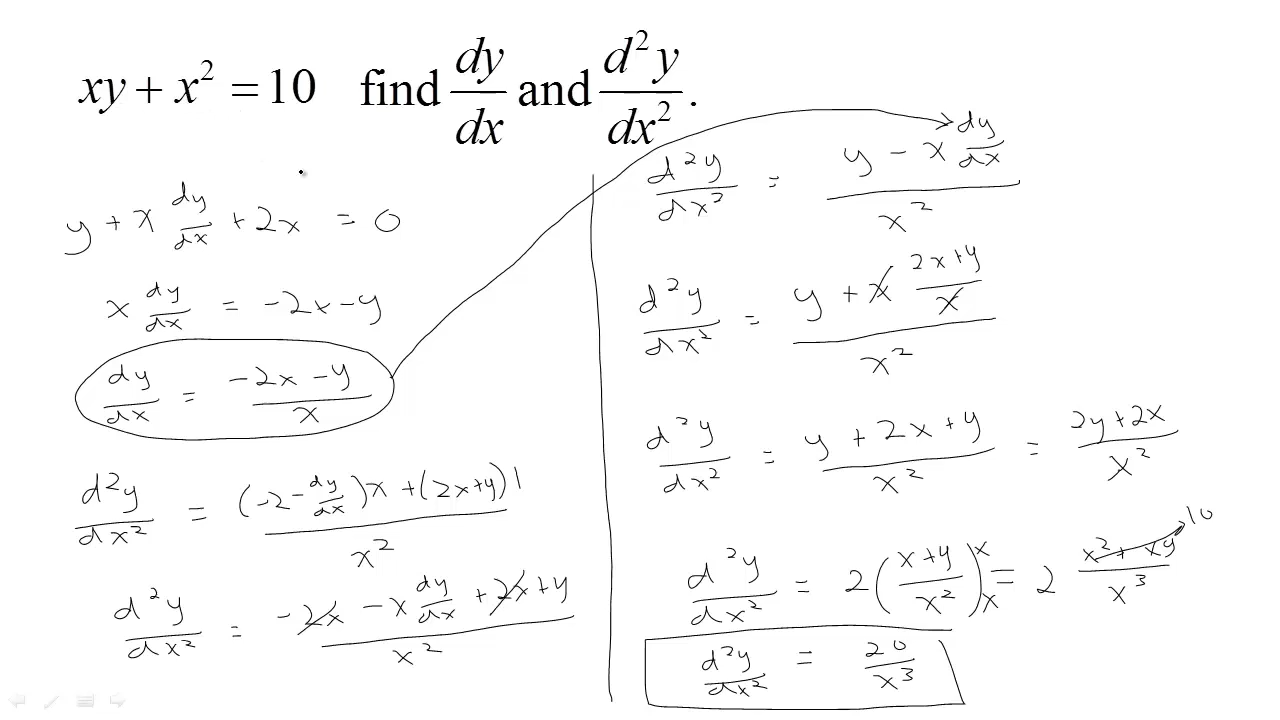 xy + x² = 10 find dy/dx and d²y/dx².
y + x dy/dx + 2x = 0
x dy/dx = -2x - y
dy/dx = (-2x - y)/x
d²y/dx² = ((-2 - dy/dx)x + (2x+y)1)/x²
d²y/dx² = (-2x - x dy/dx + 2x + y)/x²
d²y/dx² = (y - x dy/dx)/x²
d²y/dx² = (y + x (2x+y)/x)/x²
d²y/dx² = (y + 2x + y)/x² = (2y + 2x)/x²
d²y/dx² = 2((x+y)/x²) x/x = 2 (x² + xy)/x³ 10
d²y/dx² = 20/x³